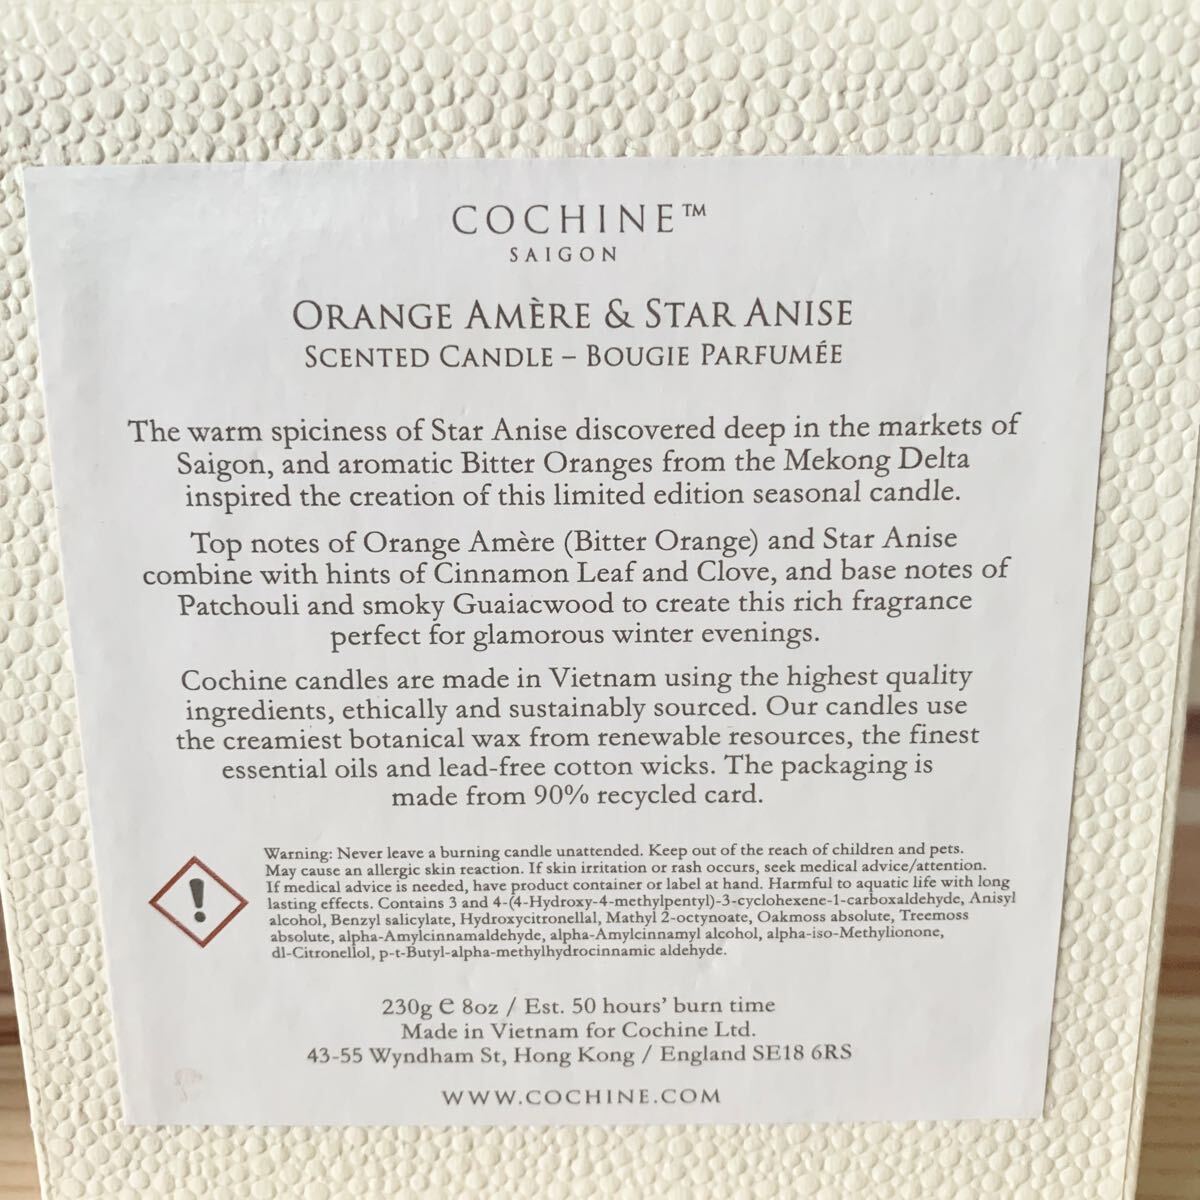 COCHINE™
SAIGON
ORANGE AMÈRE & STAR ANISE
SCENTED CANDLE – BOUGIE PARFUMÉE
The warm spiciness of Star Anise discovered deep in the markets of
Saigon, and aromatic Bitter Oranges from the Mekong Delta
inspired the creation of this limited edition seasonal candle.
Top notes of Orange Amère (Bitter Orange) and Star Anise
combine with hints of Cinnamon Leaf and Clove, and base notes of
Patchouli and smoky Guaiacwood to create this rich fragrance
perfect for glamorous winter evenings.
Cochine candles are made in Vietnam using the highest quality
ingredients, ethically and sustainably sourced. Our candles use
the creamiest botanical wax from renewable resources, the finest
essential oils and lead-free cotton wicks. The packaging is
made from 90% recycled card.
Warning: Never leave a burning candle unattended. Keep out of the reach of children and pets.
May cause an allergic skin reaction. If skin irritation or rash occurs, seek medical advice/attention.
If medical advice is needed, have product container or label at hand. Harmful to aquatic life with long
lasting effects. Contains 3 and 4-(4-Hydroxy-4-methylpentyl)-3-cyclohexene-1-carboxaldehyde, Anisyl
alcohol, Benzyl salicylate, Hydroxycitronellal, Mathyl 2-octynoate, Oakmoss absolute, Treemoss
absolute, alpha-Amylcinnamaldehyde, alpha-Amylcinnamyl alcohol, alpha-iso-Methylionone,
dl-Citronellol, p-t-Butyl-alpha-methylhydrocinnamic aldehyde.
230g ℮ 8oz / Est. 50 hours' burn time
Made in Vietnam for Cochine Ltd.
43-55 Wyndham St, Hong Kong / England SE18 6RS
WWW.COCHINE.COM